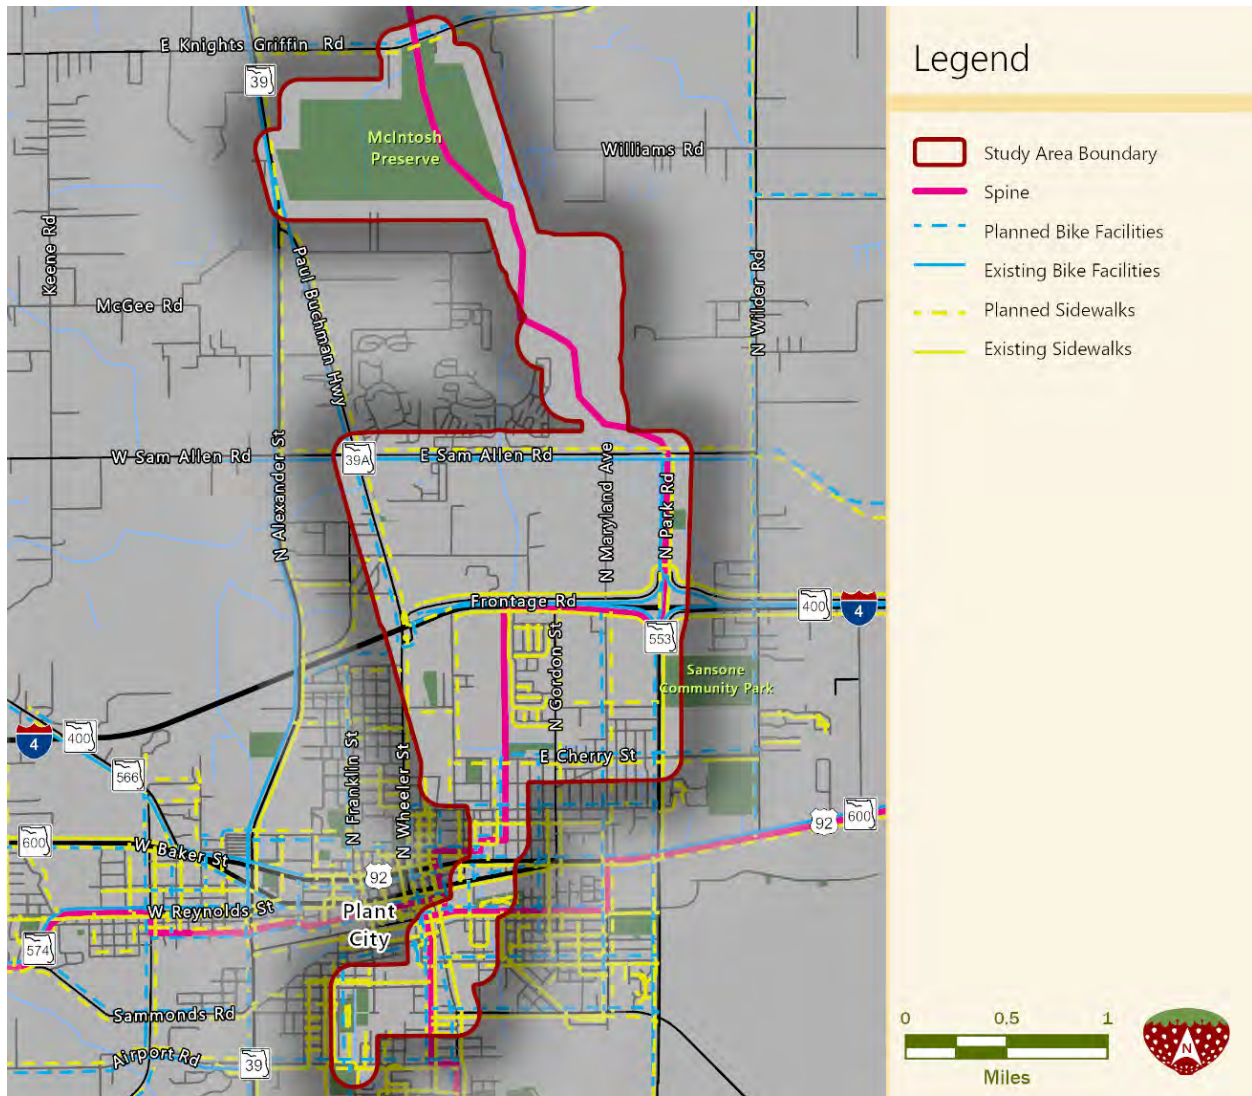 E Knights Griffin Rd
39
McIntosh
Preserve
Williams Rd
Keene Rd
Paul Buchman Hwy
N Wilder Rd
McGee Rd
W Sam Allen Rd
39A
E Sam Allen Rd
N Alexander St
N Maryland Ave
N Park Rd
Frontage Rd
400
4
553
N Gordon St
Sansone
Community Park
4
400
566
N Franklin St
N Wheeler St
E Cherry St
600
W Baker St
92
92
600
W Reynolds St
Plant
City
574
Sammonds Rd
Airport Rd
39
Legend
Study Area Boundary
Spine
Planned Bike Facilities
Existing Bike Facilities
Planned Sidewalks
Existing Sidewalks
0 0.5 1
Miles
N